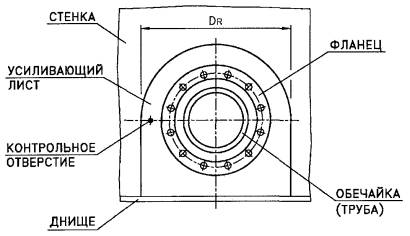 СТЕНКА
DR
ФЛАНЕЦ
УСИЛИВАЮЩИЙ
ЛИСТ
КОНТРОЛЬНОЕ
ОТВЕРСТИЕ
ОБЕЧАЙКА
(ТРУБА)
ДНИЩЕ